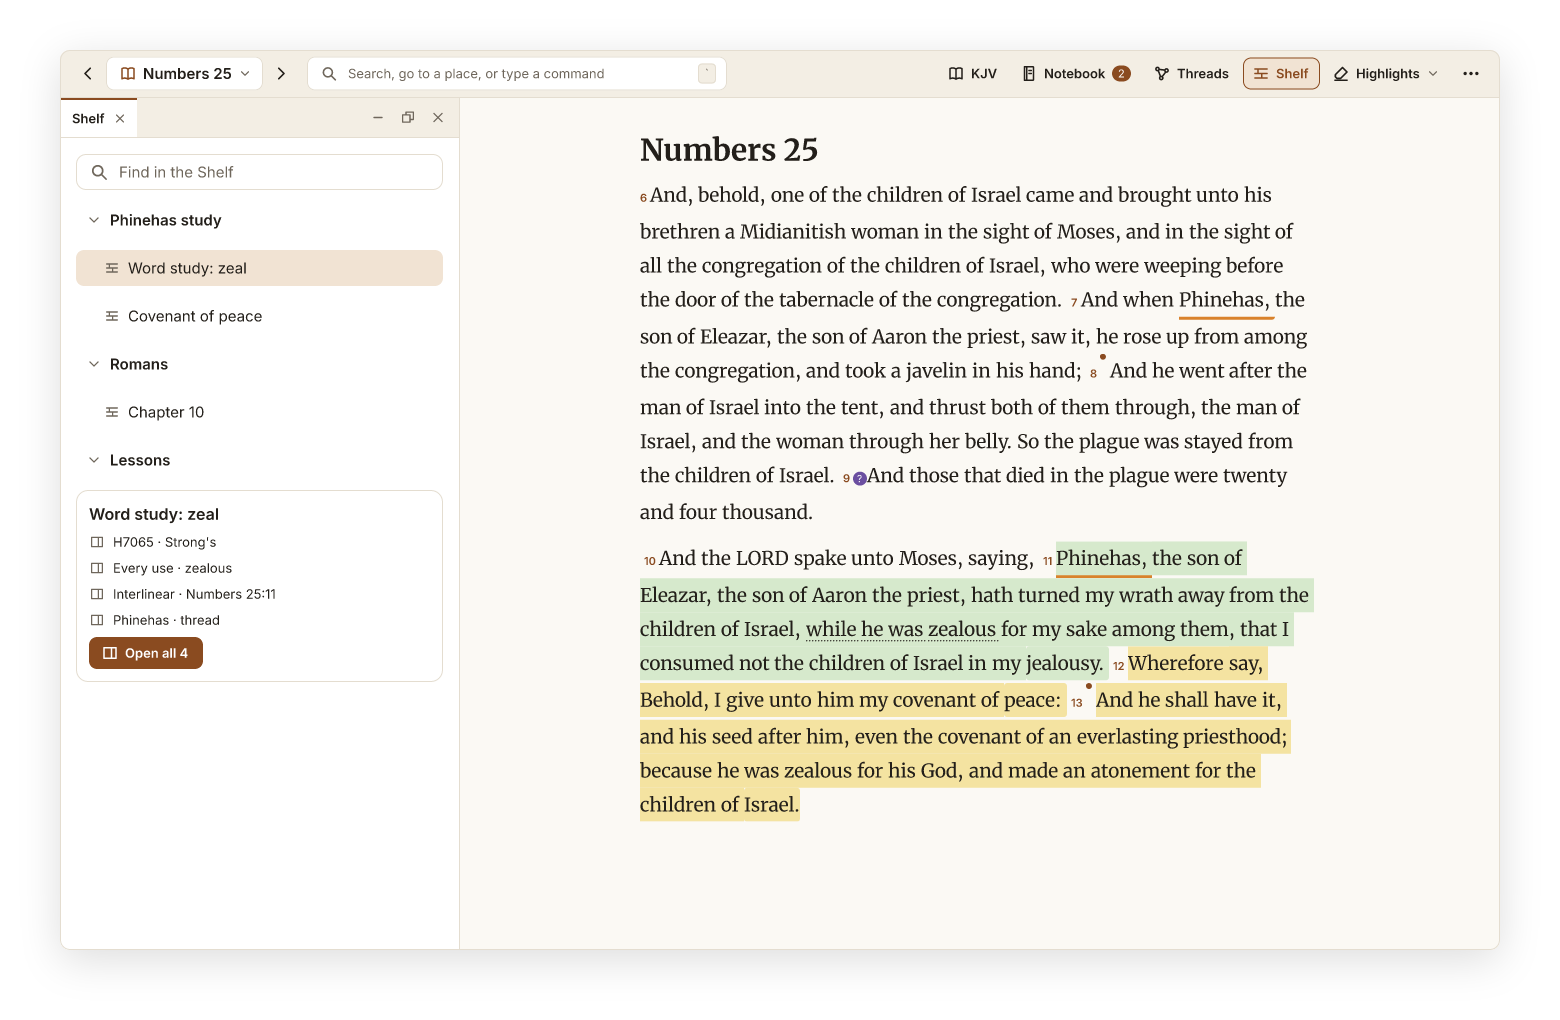 Numbers 25
Search, go to a place, or type a command
KJV
Notebook 2
Threads
Shelf
Highlights
Shelf
Find in the Shelf
Phinehas study
Word study: zeal
Covenant of peace
Romans
Chapter 10
Lessons
Word study: zeal
H7065 · Strong's
Every use · zealous
Interlinear · Numbers 25:11
Phinehas · thread
Open all 4
Numbers 25
6 And, behold, one of the children of Israel came and brought unto his
brethren a Midianitish woman in the sight of Moses, and in the sight of
all the congregation of the children of Israel, who were weeping before
the door of the tabernacle of the congregation. 7 And when Phinehas, the
son of Eleazar, the son of Aaron the priest, saw it, he rose up from among
the congregation, and took a javelin in his hand; 8 And he went after the
man of Israel into the tent, and thrust both of them through, the man of
Israel, and the woman through her belly. So the plague was stayed from
the children of Israel. 9 ? And those that died in the plague were twenty
and four thousand.
10 And the LORD spake unto Moses, saying, 11 Phinehas, the son of
Eleazar, the son of Aaron the priest, hath turned my wrath away from the
children of Israel, while he was zealous for my sake among them, that I
consumed not the children of Israel in my jealousy. 12 Wherefore say,
Behold, I give unto him my covenant of peace: 13 And he shall have it,
and his seed after him, even the covenant of an everlasting priesthood;
because he was zealous for his God, and made an atonement for the
children of Israel.